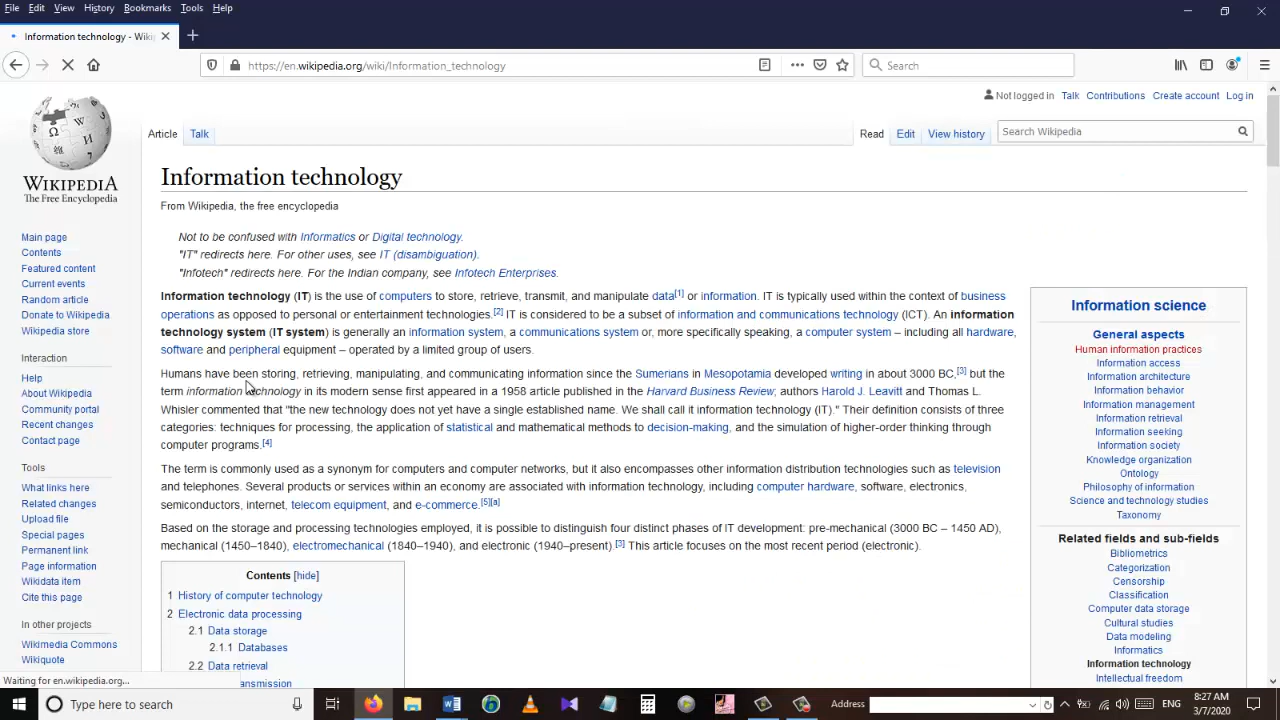 File Edit View History Bookmarks Tools Help
Information technology - Wiki
https://en.wikipedia.org/wiki/Information_technology
Search
Not logged in Talk Contributions Create account Log in
Article Talk
Read Edit View history
Search Wikipedia
WIKIPEDIA
The Free Encyclopedia
Main page
Contents
Featured content
Current events
Random article
Donate to Wikipedia
Wikipedia store
Interaction
Help
About Wikipedia
Community portal
Recent changes
Contact page
Tools
What links here
Related changes
Upload file
Special pages
Permanent link
Page information
Wikidata item
Cite this page
In other projects
Wikimedia Commons
Wikiquote
Information technology
From Wikipedia, the free encyclopedia
Not to be confused with Informatics or Digital technology.
"IT" redirects here. For other uses, see IT (disambiguation).
"Infotech" redirects here. For the Indian company, see Infotech Enterprises.
Information technology (IT) is the use of computers to store, retrieve, transmit, and manipulate data[1] or information. IT is typically used within the context of business
operations as opposed to personal or entertainment technologies.[2] IT is considered to be a subset of information and communications technology (ICT). An information
technology system (IT system) is generally an information system, a communications system or, more specifically speaking, a computer system – including all hardware,
software and peripheral equipment – operated by a limited group of users.
Humans have been storing, retrieving, manipulating, and communicating information since the Sumerians in Mesopotamia developed writing in about 3000 BC,[3] but the
term information technology in its modern sense first appeared in a 1958 article published in the Harvard Business Review; authors Harold J. Leavitt and Thomas L.
Whisler commented that "the new technology does not yet have a single established name. We shall call it information technology (IT)." Their definition consists of three
categories: techniques for processing, the application of statistical and mathematical methods to decision-making, and the simulation of higher-order thinking through
computer programs.[4]
The term is commonly used as a synonym for computers and computer networks, but it also encompasses other information distribution technologies such as television
and telephones. Several products or services within an economy are associated with information technology, including computer hardware, software, electronics,
semiconductors, internet, telecom equipment, and e-commerce.[5][a]
Based on the storage and processing technologies employed, it is possible to distinguish four distinct phases of IT development: pre-mechanical (3000 BC – 1450 AD),
mechanical (1450–1840), electromechanical (1840–1940), and electronic (1940–present).[3] This article focuses on the most recent period (electronic).
Contents [hide]
1 History of computer technology
2 Electronic data processing
2.1 Data storage
2.1.1 Databases
2.2 Data retrieval
ansmission
Information science
General aspects
Human information practices
Information access
Information architecture
Information behavior
Information management
Information retrieval
Information seeking
Information society
Knowledge organization
Ontology
Philosophy of information
Science and technology studies
Taxonomy
Related fields and sub-fields
Bibliometrics
Categorization
Censorship
Classification
Computer data storage
Cultural studies
Data modeling
Informatics
Information technology
Intellectual freedom
Waiting for en.wikipedia.org...
Type here to search
Address
ENG
8:27 AM
3/7/2020